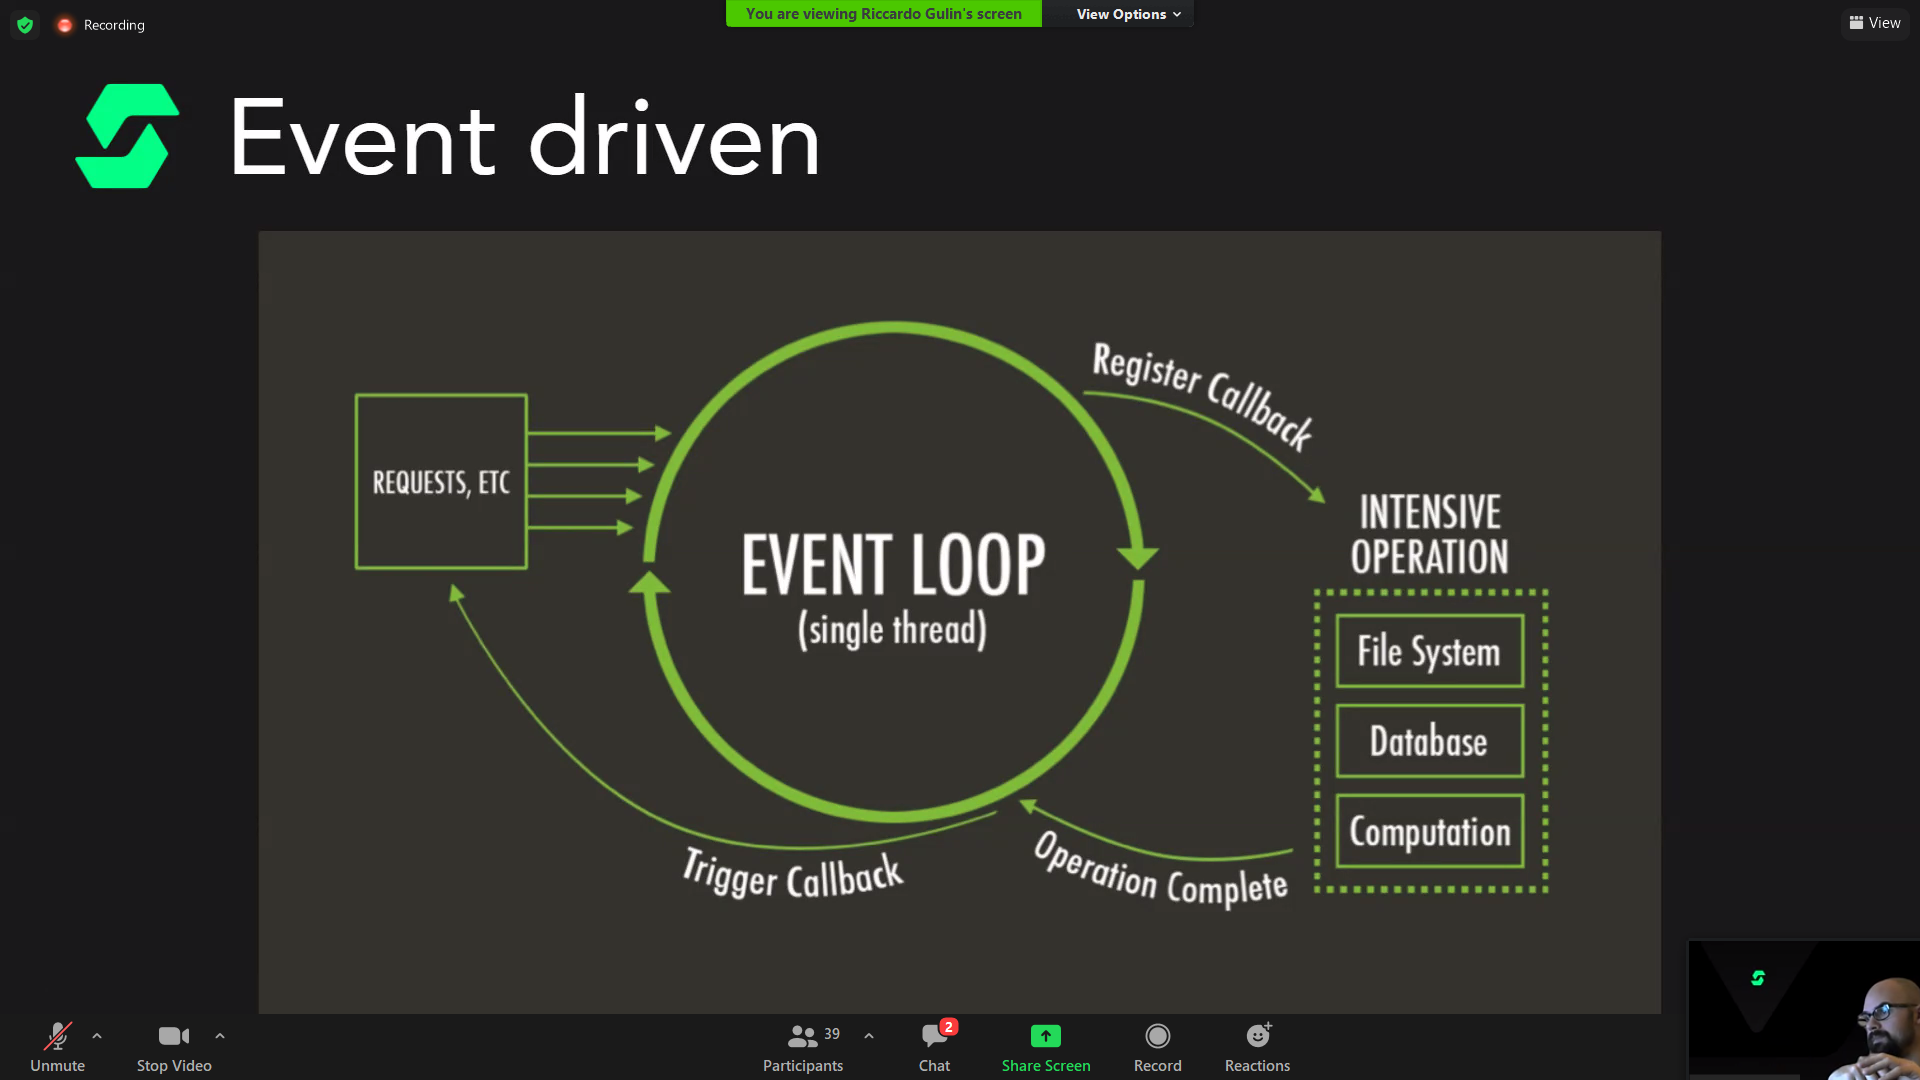 Recording
You are viewing Riccardo Gulin's screen
View Options
View
Event driven
REQUESTS, ETC
EVENT LOOP
(single thread)
Register Callback
INTENSIVE
OPERATION
File System
Database
Computation
Operation Complete
Trigger Callback
Unmute
Stop Video
39
Participants
2
Chat
Share Screen
Record
Reactions